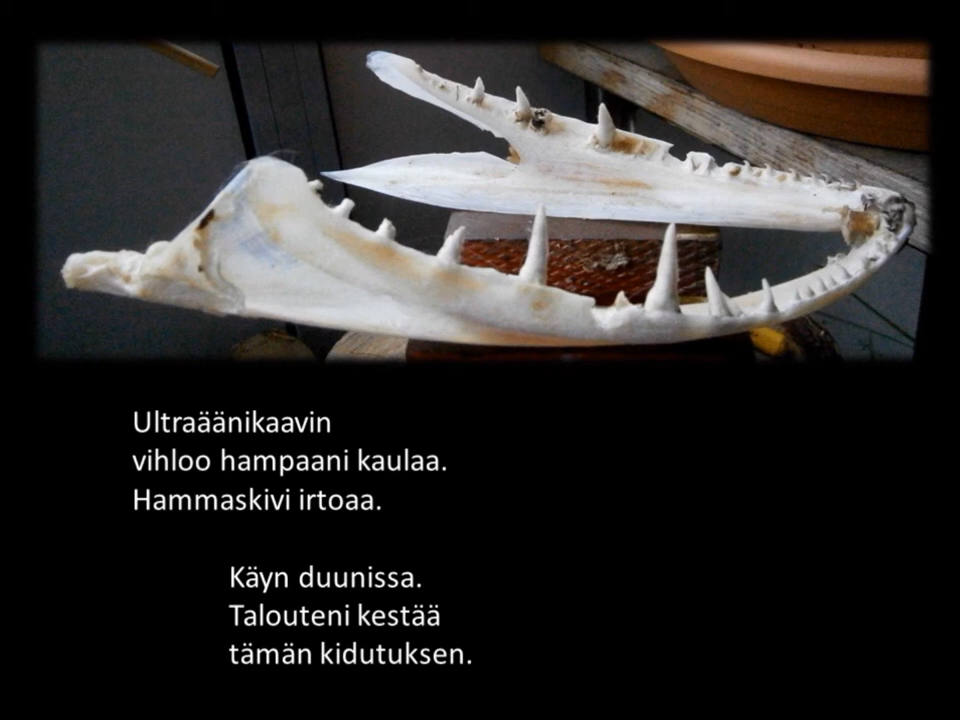 Ultraäänikaavin
vihloo hampaani kaulaa.
Hammaskivi irtoaa.
Käyn duunissa.
Talouteni kestää
tämän kidutuksen.